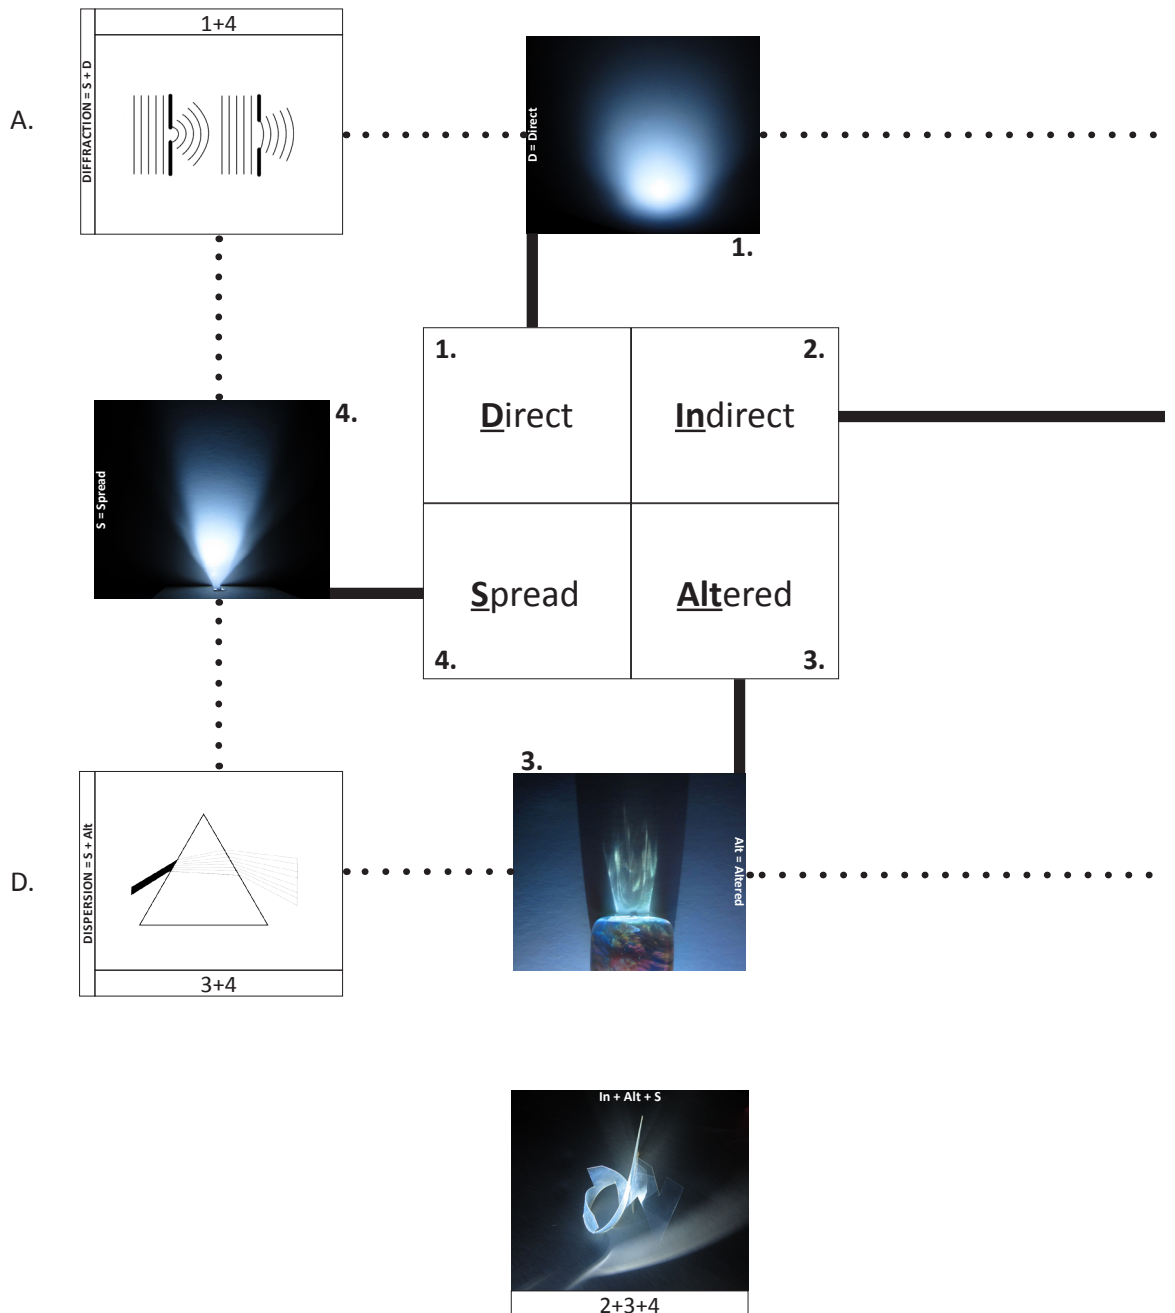 1+4
DIFFRACTION = S + D
A.
D = Direct
1.
1.
2.
Direct
Indirect
4.
S = Spread
Spread
Altered
4.
3.
3.
Alt = Altered
DISPERSION = S + Alt
D.
3+4
In + Alt + S
2+3+4